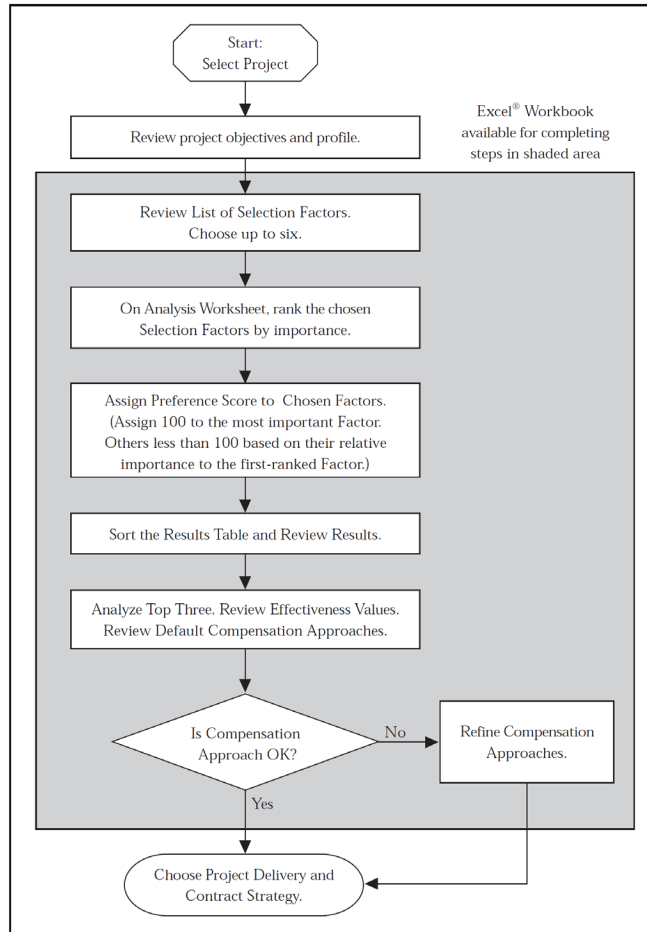 Start:
Select Project
Excel® Workbook
available for completing
steps in shaded area
Review project objectives and profile.
Review List of Selection Factors.
Choose up to six.
On Analysis Worksheet, rank the chosen
Selection Factors by importance.
Assign Preference Score to Chosen Factors.
(Assign 100 to the most important Factor.
Others less than 100 based on their relative
importance to the first-ranked Factor.)
Sort the Results Table and Review Results.
Analyze Top Three. Review Effectiveness Values.
Review Default Compensation Approaches.
Is Compensation
Approach OK?
No
Refine Compensation
Approaches.
Yes
Choose Project Delivery and
Contract Strategy.